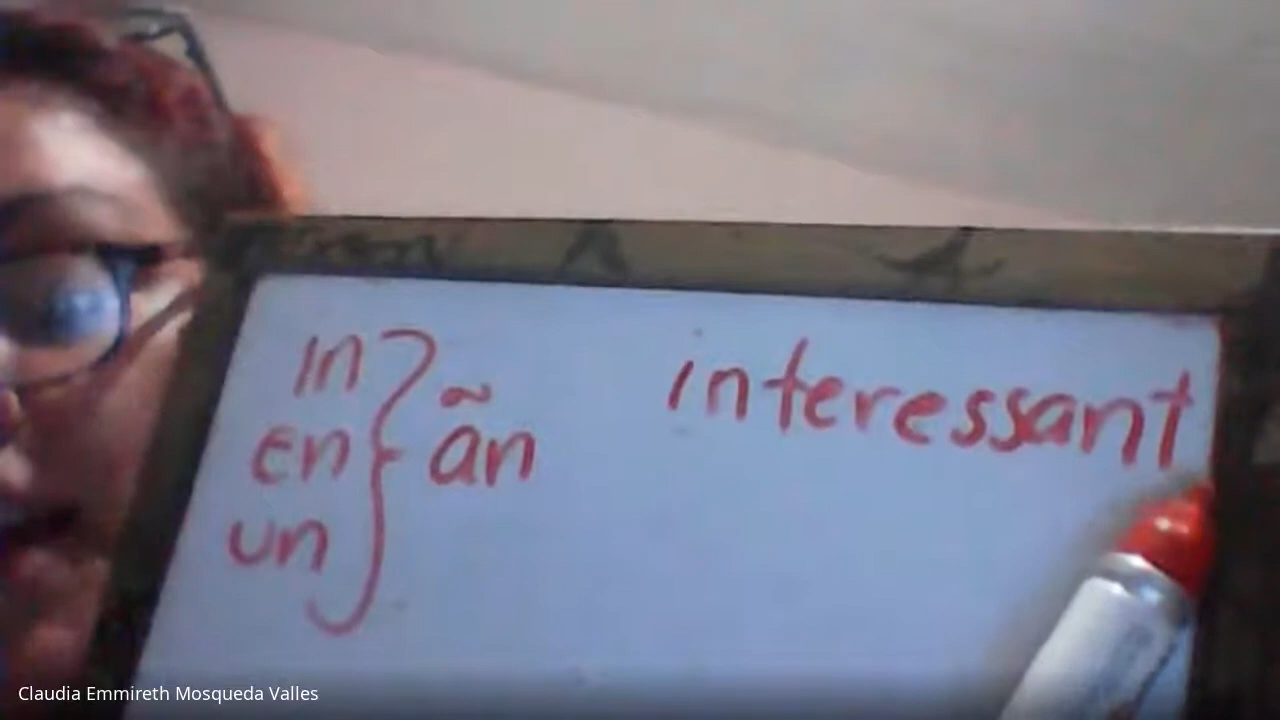 in
en
un
ãn
interessant
Claudia Emmireth Mosqueda Valles